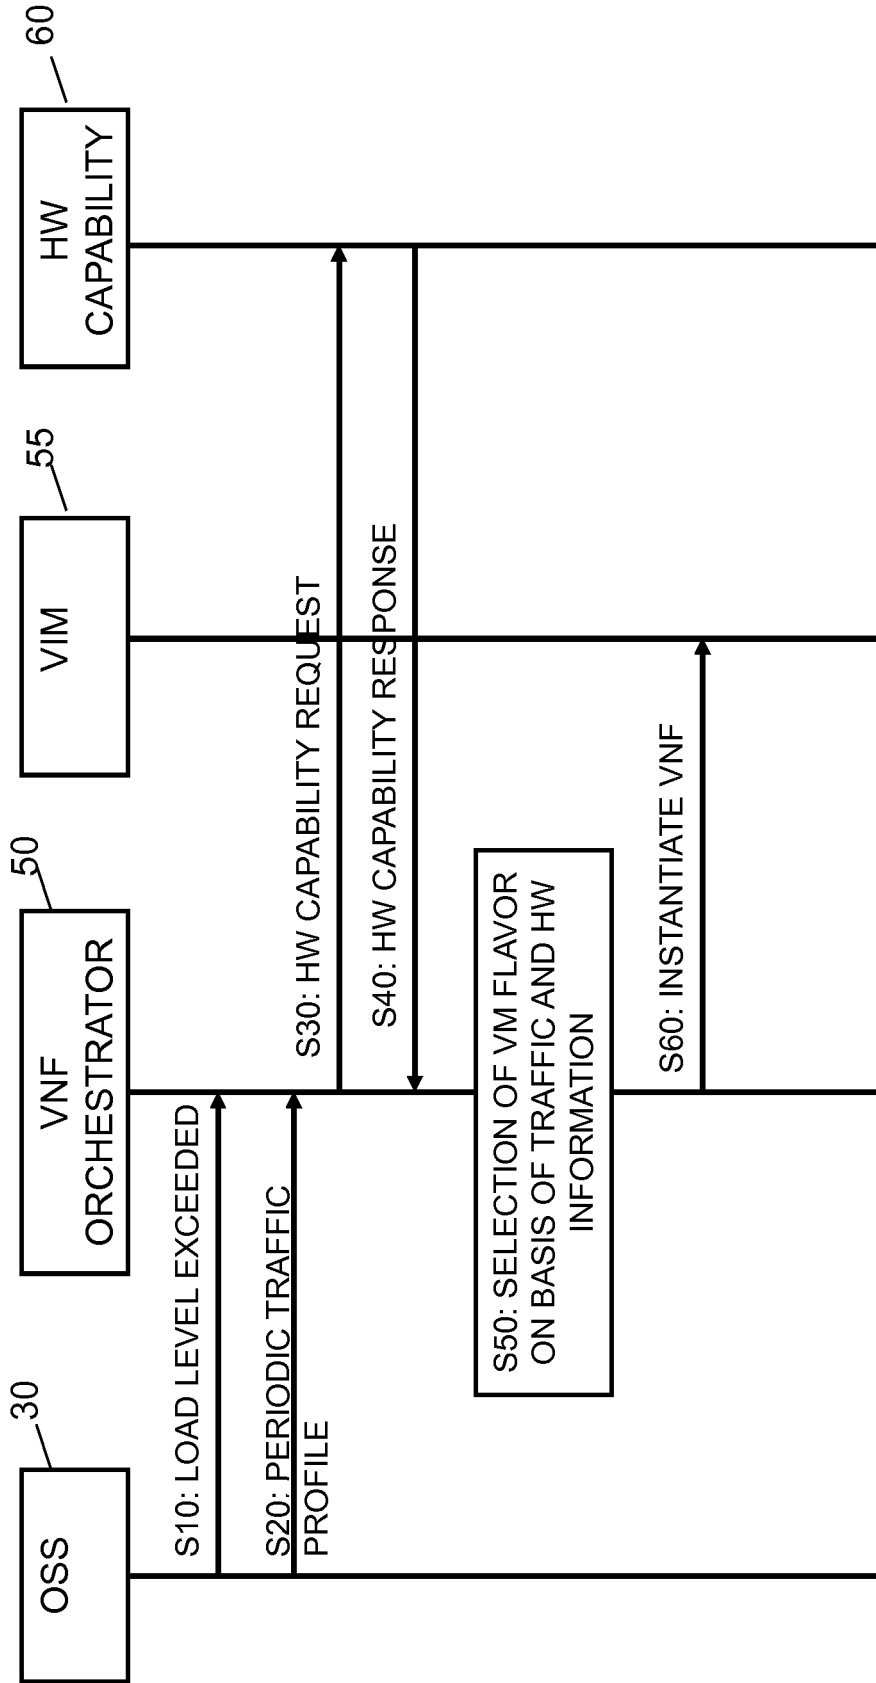 30
OSS
50
VNF
ORCHESTRATOR
55
VIM
60
HW
CAPABILITY
S10: LOAD LEVEL EXCEEDED
S20: PERIODIC TRAFFIC
PROFILE
S30: HW CAPABILITY REQUEST
S40: HW CAPABILITY RESPONSE
S50: SELECTION OF VM FLAVOR
ON BASIS OF TRAFFIC AND HW
INFORMATION
S60: INSTANTIATE VNF